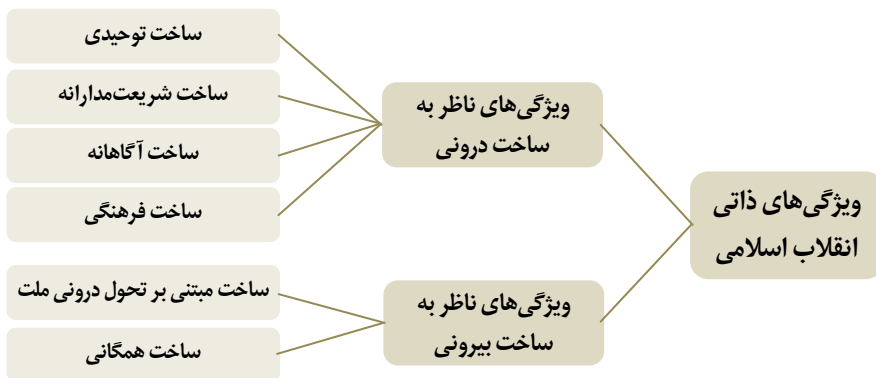 ویژگی‌های ذاتی
انقلاب اسلامی
ویژگی‌های ناظر به
ساخت درونی
ساخت توحیدی
ساخت شریعت‌مدارانه
ساخت آگاهانه
ساخت فرهنگی
ویژگی‌های ناظر به
ساخت بیرونی
ساخت مبتنی بر تحول درونی ملت
ساخت همگانی